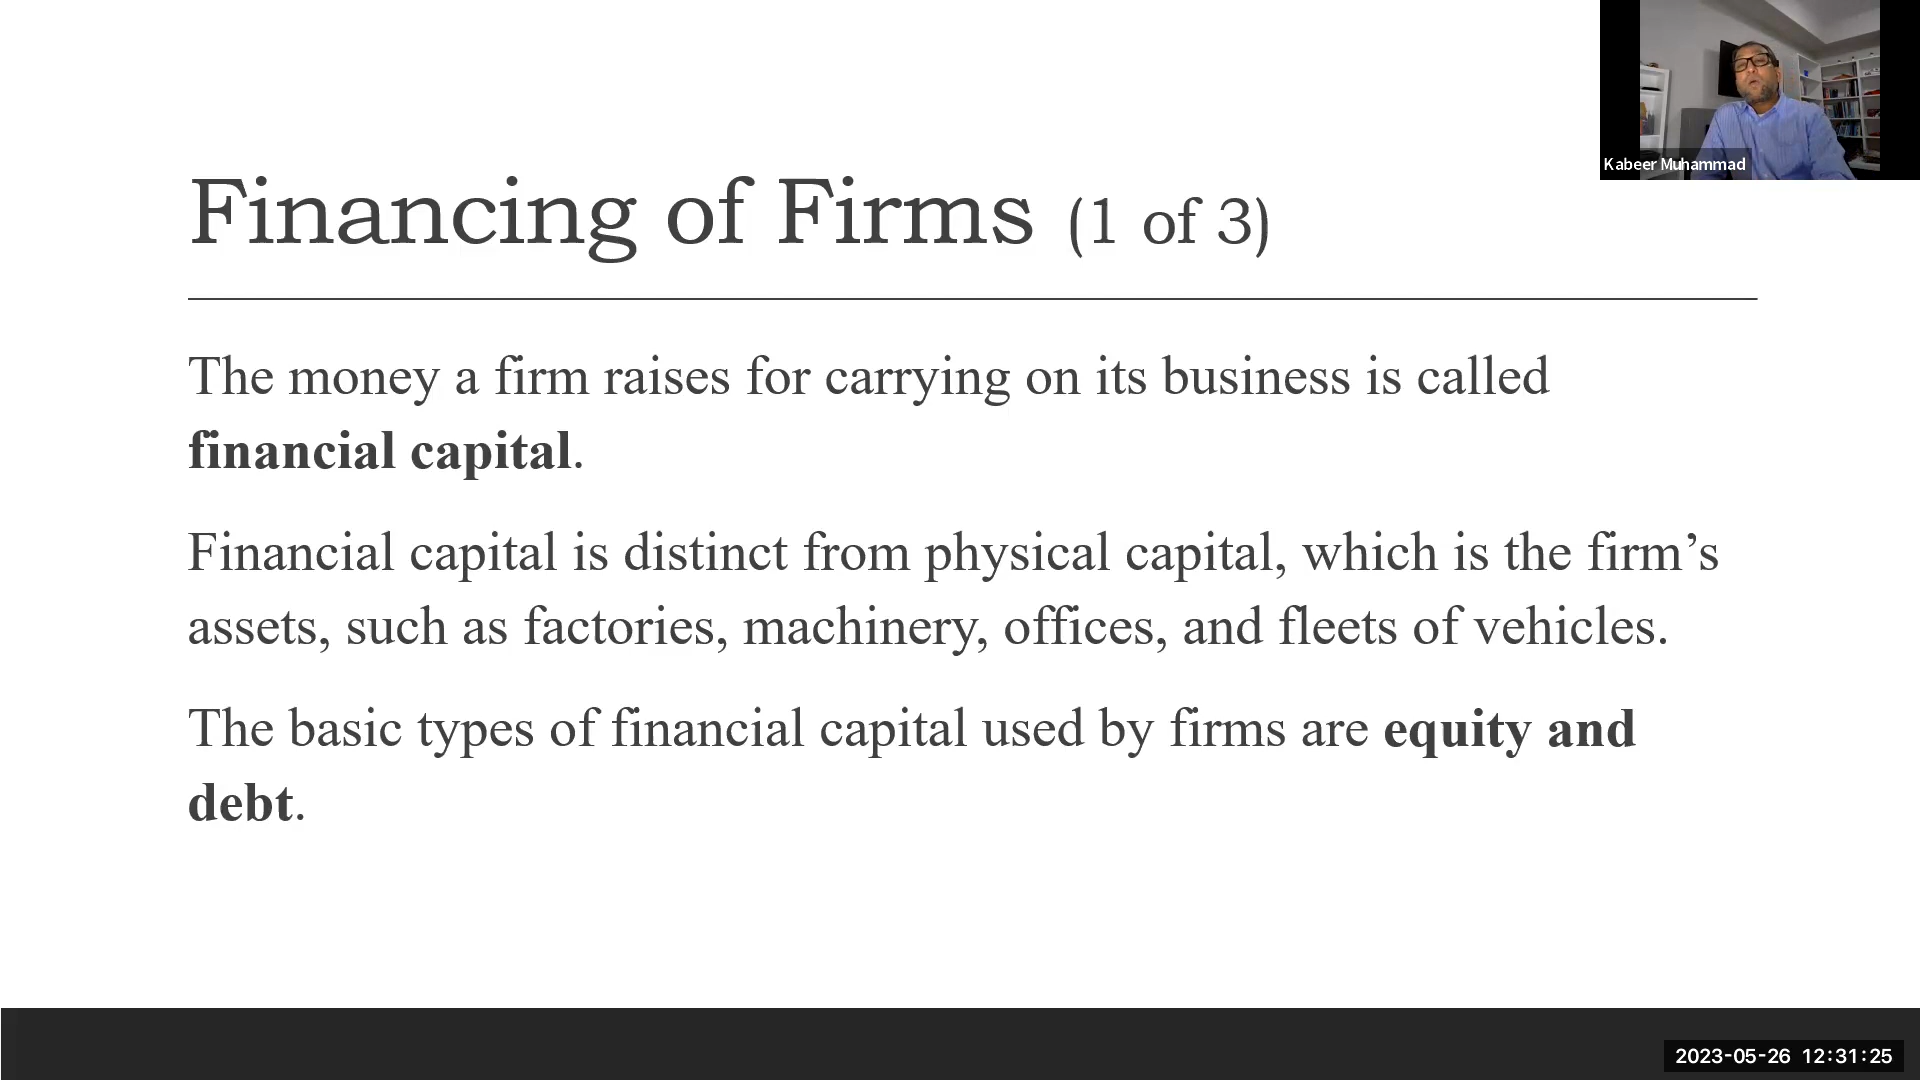 Kabeer Muhammad
Financing of Firms (1 of 3)
The money a firm raises for carrying on its business is called
financial capital.
Financial capital is distinct from physical capital, which is the firm’s
assets, such as factories, machinery, offices, and fleets of vehicles.
The basic types of financial capital used by firms are equity and
debt.
2023-05-26 12:31:25